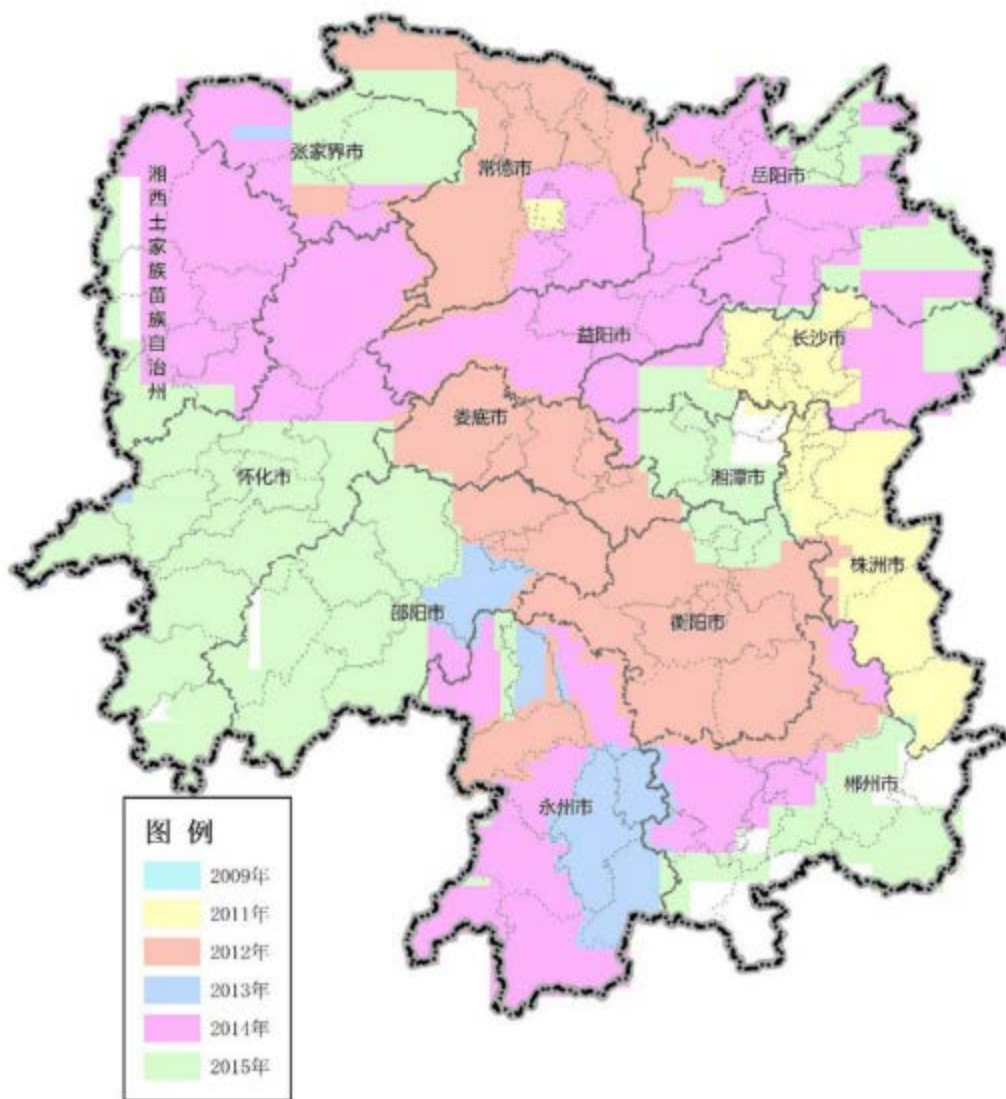 张家界市
常德市
岳阳市
湘西土家族苗族自治州
益阳市
长沙市
娄底市
怀化市
湘潭市
株洲市
邵阳市
衡阳市
永州市
郴州市
图 例
2009年
2011年
2012年
2013年
2014年
2015年